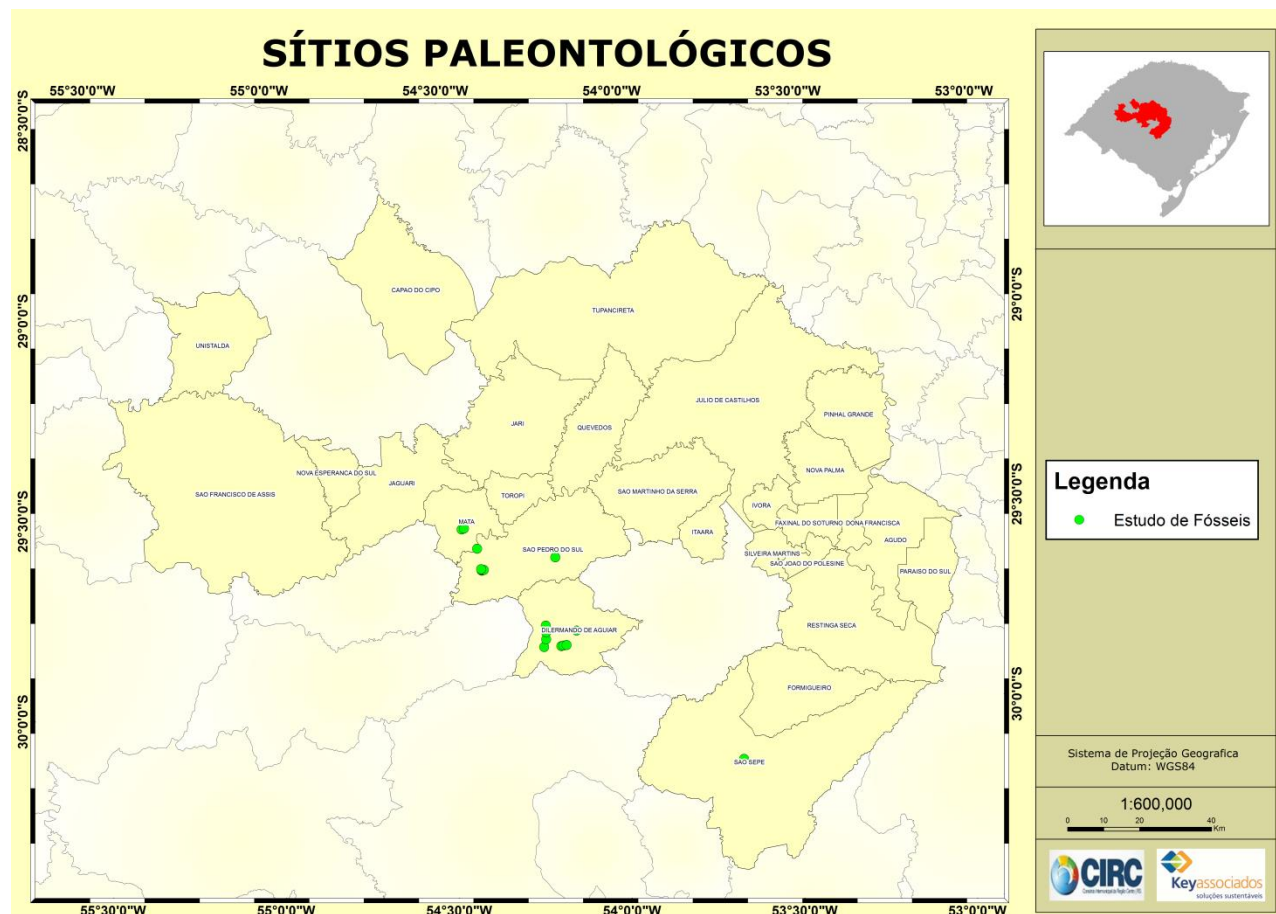 SÍTIOS PALEONTOLÓGICOS
55°30'0"W 55°0'0"W 54°30'0"W 54°0'0"W 53°30'0"W 53°0'0"W
28°30'0"S
29°0'0"S
29°0'0"S
29°30'0"S
29°30'0"S
30°0'0"S
30°0'0"S
CAPAO DO CIPO
TUPANCIRETA
UNISTALDA
JULIO DE CASTILHOS
PINHAL GRANDE
JARI
QUEVEDOS
NOVA ESPERANCA DO SUL
NOVA PALMA
JAGUARI
SAO FRANCISCO DE ASSIS
TOROPI
SAO MARTINHO DA SERRA
IVORA
MATA
FAXINAL DO SOTURNO
DONA FRANCISCA
ITAARA
AGUDO
SAO PEDRO DO SUL
SILVEIRA MARTINS
SAO JOAO DO POLESINE
PARAISO DO SUL
RESTINGA SECA
DILERMANDO DE AGUIAR
FORMIGUEIRO
SAO SEPE
55°30'0"W 55°0'0"W 54°30'0"W 54°0'0"W 53°30'0"W 53°0'0"W
Legenda
Estudo de Fósseis
Sistema de Projeção Geografica
Datum: WGS84
1:600,000
0 10 20 40
Km
CIRC
Keyassociados
soluções sustentáveis